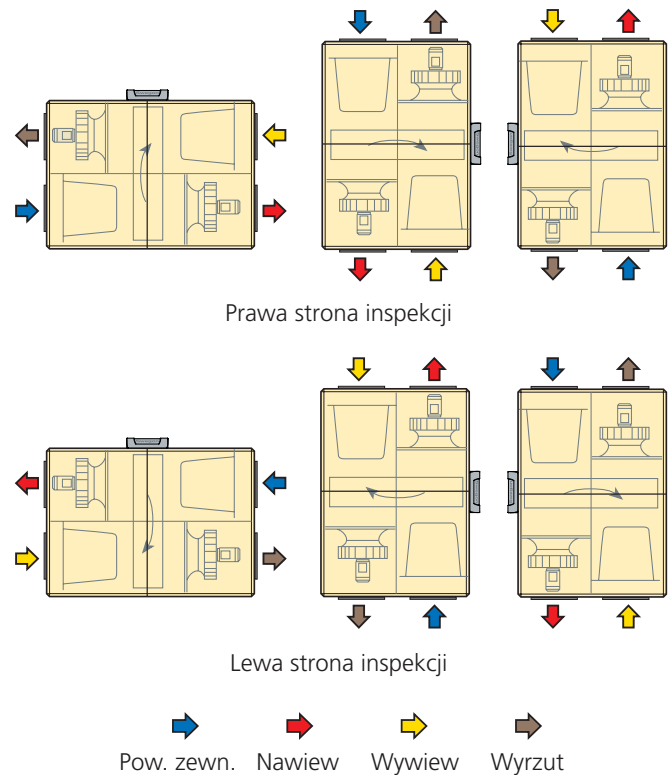 Prawa strona inspekcji
Lewa strona inspekcji
Pow. zewn. Nawiew Wywiew Wyrzut